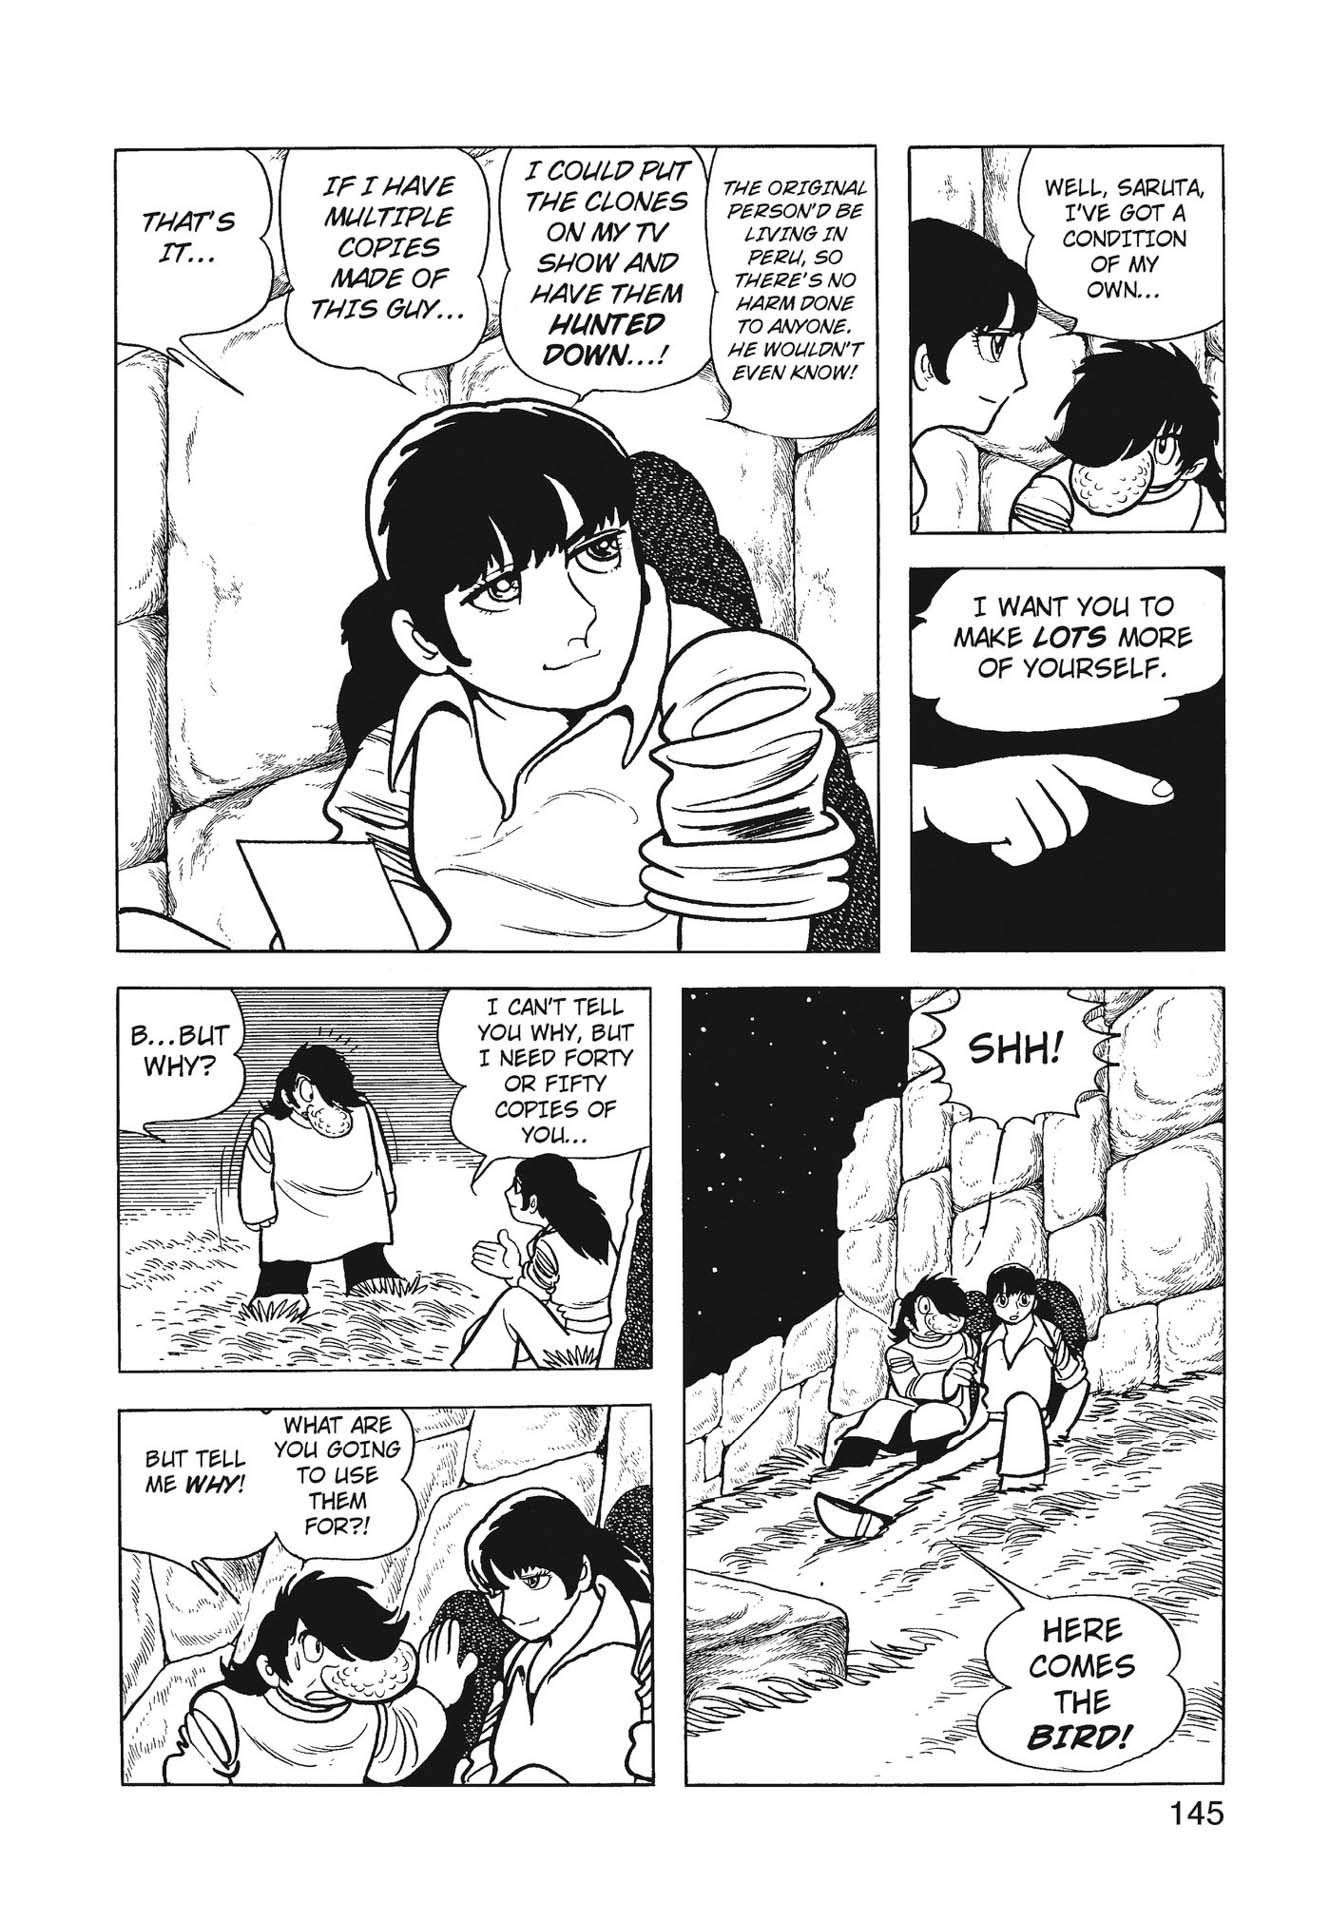 THAT'S
IT...
IF I HAVE
MULTIPLE
COPIES
MADE OF
THIS GUY...
I COULD PUT
THE CLONES
ON MY TV
SHOW AND
HAVE THEM
HUNTED
DOWN...!
THE ORIGINAL
PERSON'D BE
LIVING IN
PERU, SO
THERE'S NO
HARM DONE
TO ANYONE.
HE WOULDN'T
EVEN KNOW!
WELL, SARUTA,
I'VE GOT A
CONDITION
OF MY
OWN...
I WANT YOU TO
MAKE LOTS MORE
OF YOURSELF.
B...BUT
WHY?
I CAN'T TELL
YOU WHY, BUT
I NEED FORTY
OR FIFTY
COPIES OF
YOU...
BUT TELL
ME WHY!
WHAT ARE
YOU GOING
TO USE
THEM
FOR?!
SHH!
HERE
COMES
THE
BIRD!
145